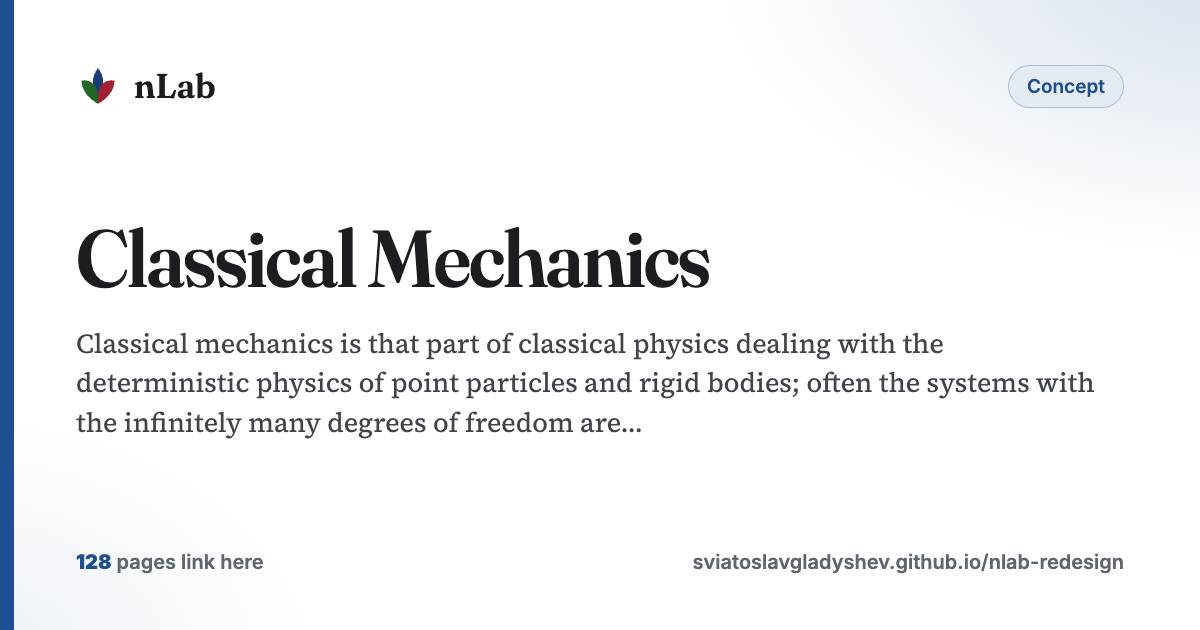 nLab
Concept
Classical Mechanics
Classical mechanics is that part of classical physics dealing with the
deterministic physics of point particles and rigid bodies; often the systems with
the infinitely many degrees of freedom are...
128 pages link here
sviatoslavgladyshev.github.io/nlab-redesign